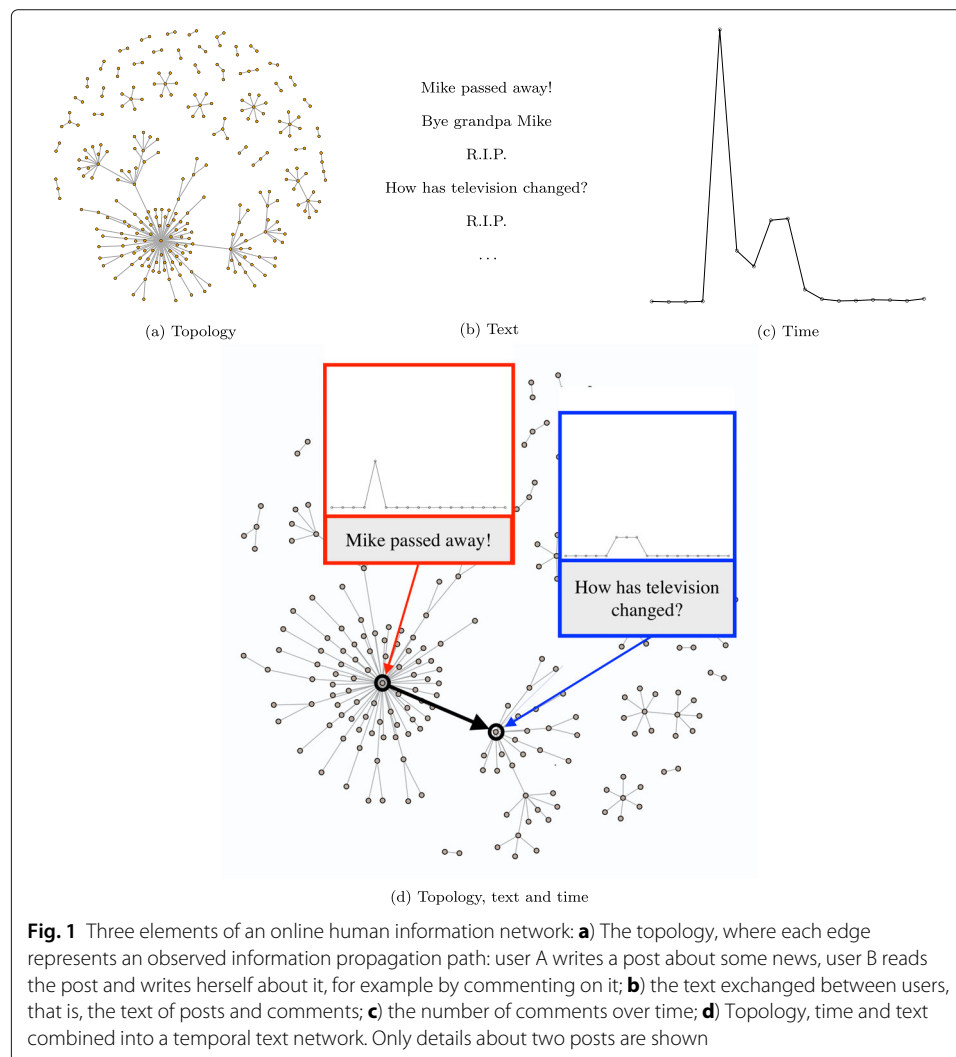 Mike passed away!
Bye grandpa Mike
R.I.P.
How has television changed?
R.I.P.
...
(a) Topology
(b) Text
(c) Time
Mike passed away!
How has television
changed?
(d) Topology, text and time
Fig. 1 Three elements of an online human information network: a) The topology, where each edge
represents an observed information propagation path: user A writes a post about some news, user B reads
the post and writes herself about it, for example by commenting on it; b) the text exchanged between users,
that is, the text of posts and comments; c) the number of comments over time; d) Topology, time and text
combined into a temporal text network. Only details about two posts are shown